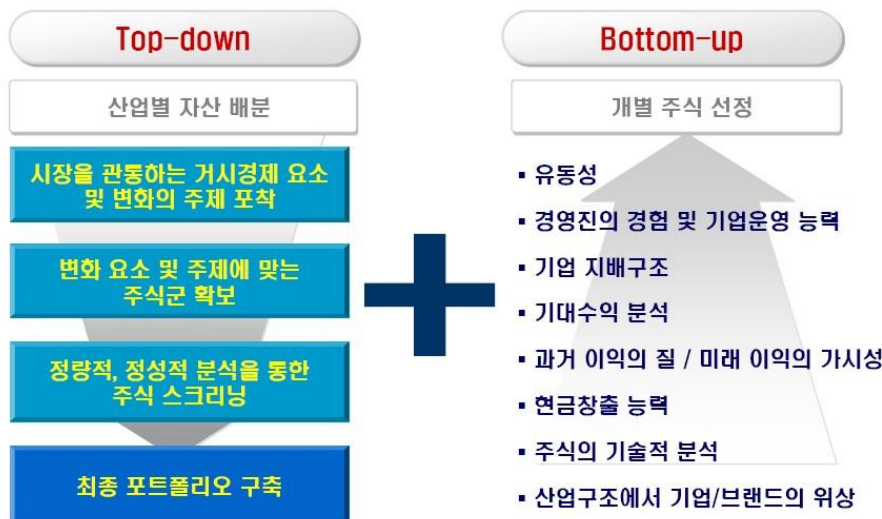 Top-down
산업별 자산 배분
시장을 관통하는 거시경제 요소
및 변화의 주제 포착
변화 요소 및 주제에 맞는
주식군 확보
정량적, 정성적 분석을 통한
주식 스크리닝
최종 포트폴리오 구축
Bottom-up
개별 주식 선정
▪ 유동성
▪ 경영진의 경험 및 기업운영 능력
▪ 기업 지배구조
▪ 기대수익 분석
▪ 과거 이익의 질 / 미래 이익의 가시성
▪ 현금창출 능력
▪ 주식의 기술적 분석
▪ 산업구조에서 기업/브랜드의 위상